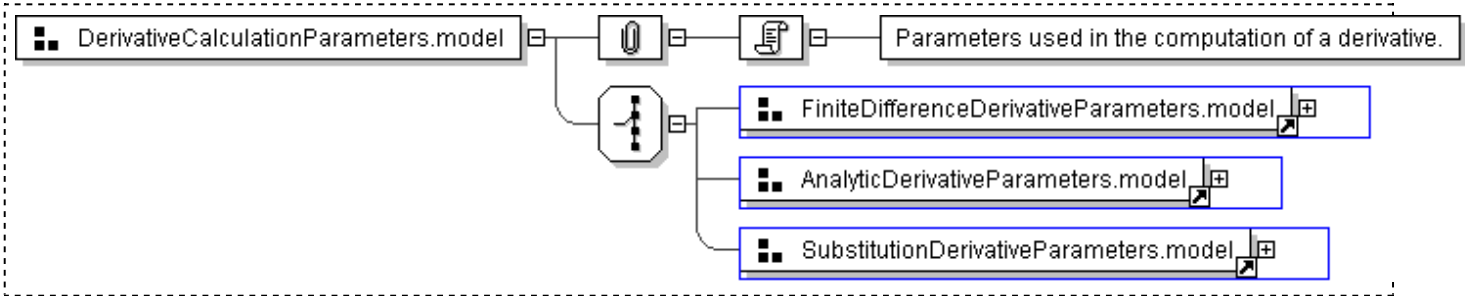 DerivativeCalculationParameters.model
Parameters used in the computation of a derivative.
FiniteDifferenceDerivativeParameters.model
AnalyticDerivativeParameters.model
SubstitutionDerivativeParameters.model